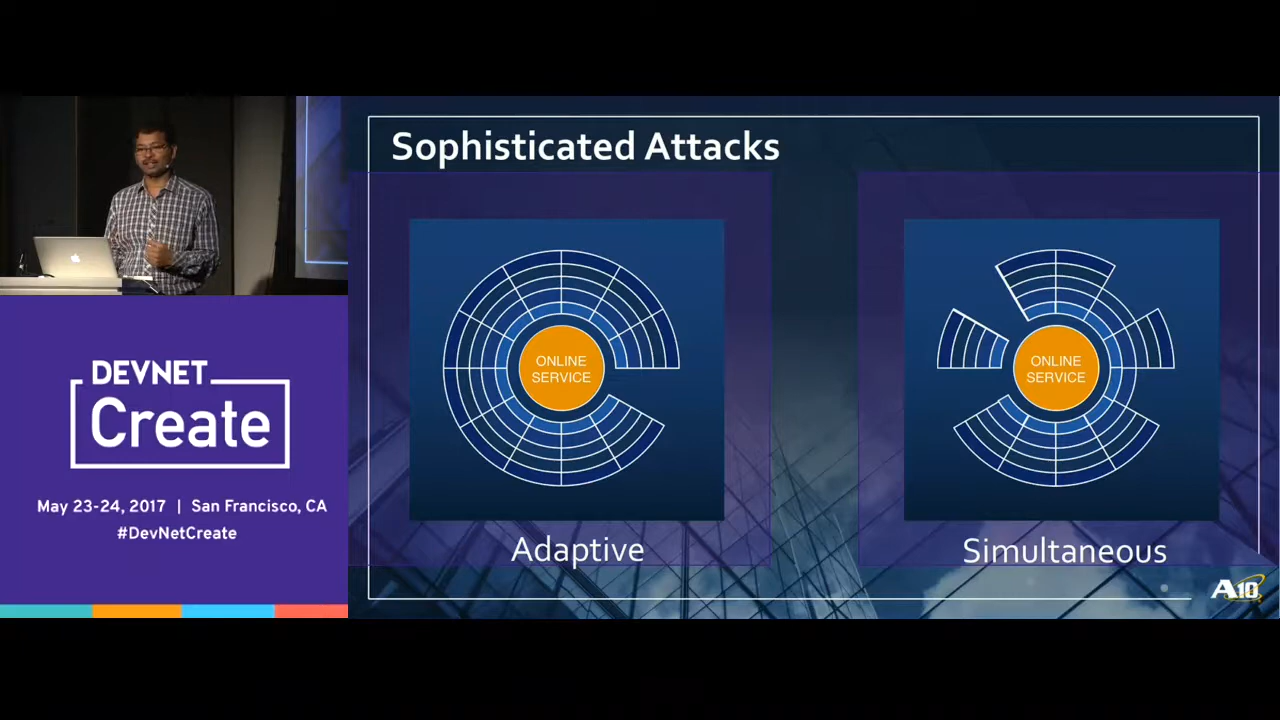 Sophisticated Attacks
ONLINE
SERVICE
ONLINE
SERVICE
Adaptive
Simultaneous
A10
DEVNET
Create
May 23-24, 2017 | San Francisco, CA
#DevNetCreate